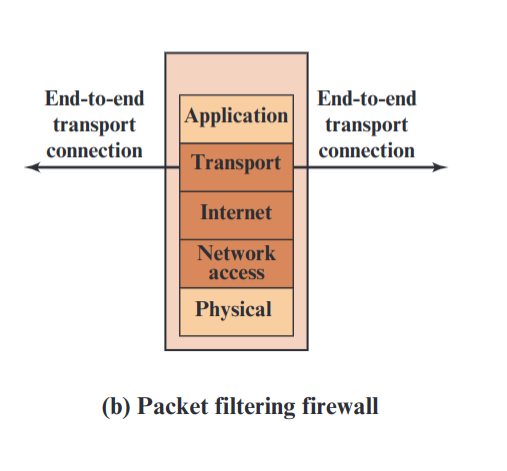 End-to-end
transport
connection
Application
Transport
Internet
Network
access
Physical
End-to-end
transport
connection
(b) Packet filtering firewall